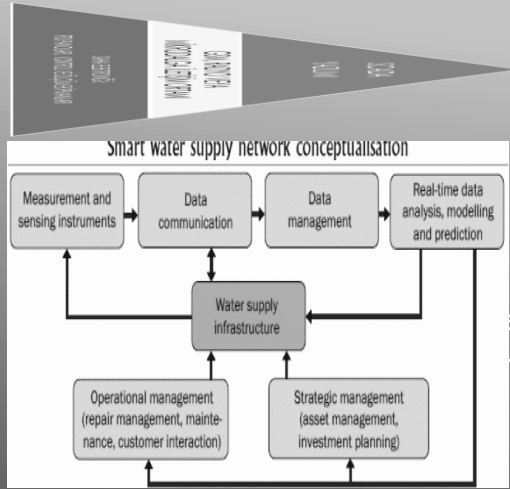 Smart water supply network conceptualisation
Measurement and
sensing instruments
Data
communication
Data
management
Real-time data
analysis, modelling
and prediction
Water supply
infrastructure
Operational management
(repair management, mainte-
nance, customer interaction)
Strategic management
(asset management,
investment planning)